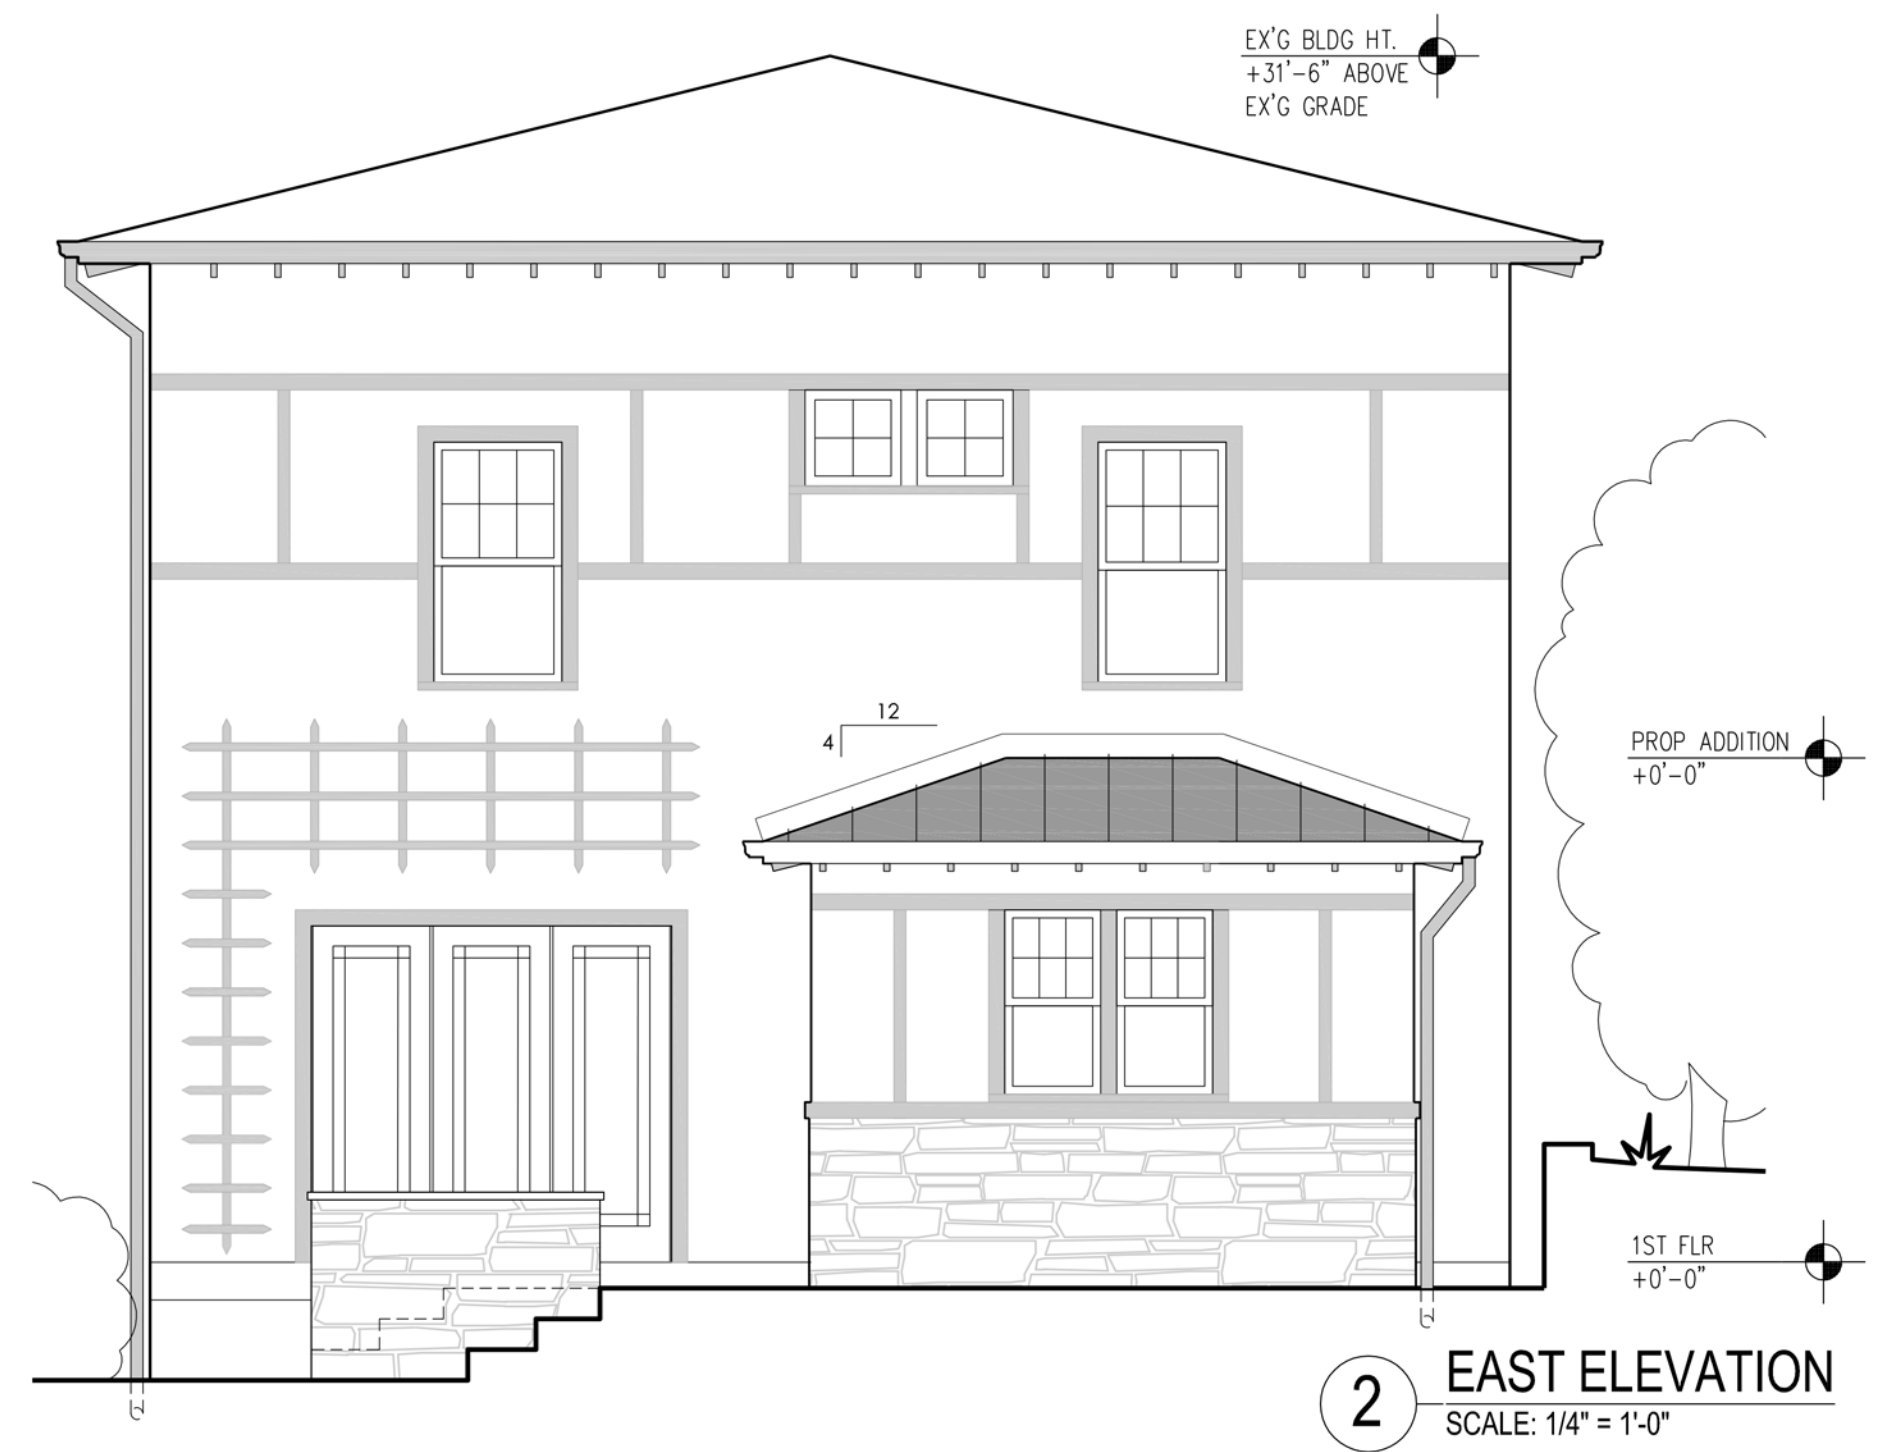 EX'G BLDG HT.
+31'-6" ABOVE
EX'G GRADE
12
4
PROP ADDITION
+0'-0"
1ST FLR
+0'-0"
2
EAST ELEVATION
SCALE: 1/4" = 1'-0"